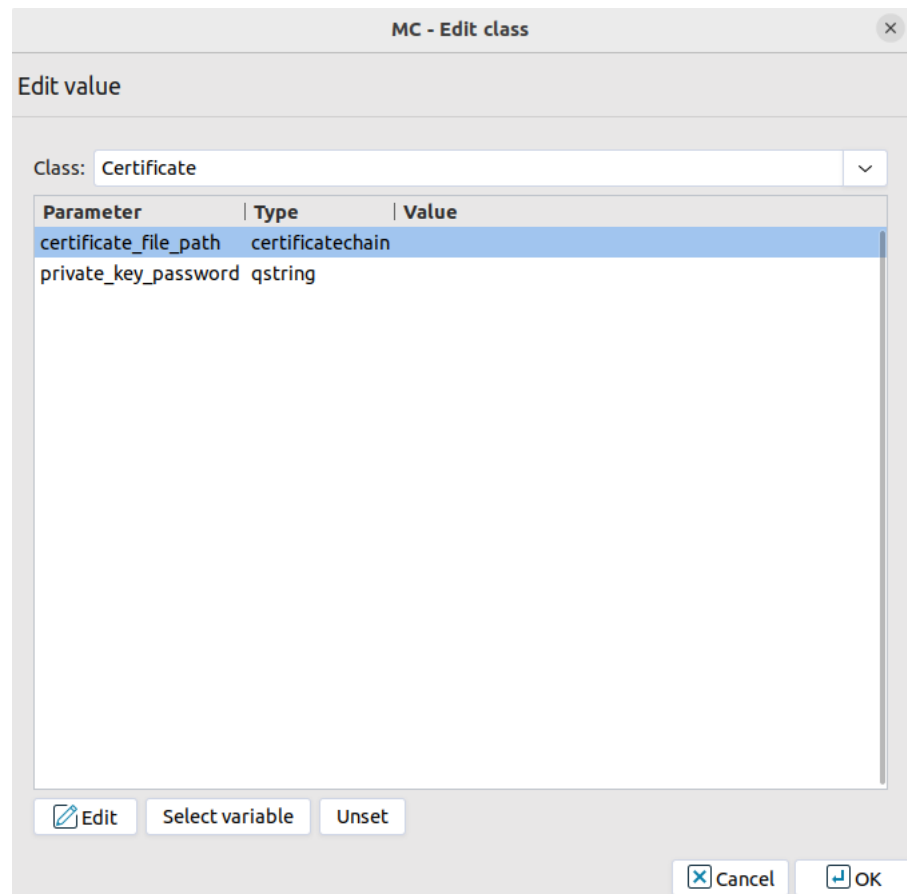 MC - Edit class
Edit value
Class: Certificate
Parameter Type Value
certificate_file_path certificatechain
private_key_password qstring
Edit Select variable Unset
Cancel OK